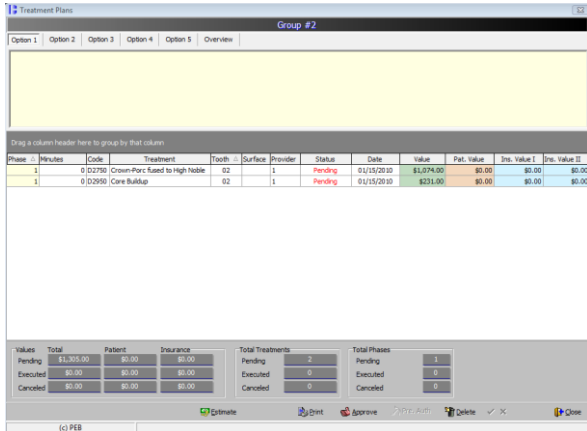 Treatment Plans
Group #2
Option 1 Option 2 Option 3 Option 4 Option 5 Overview
Drag a column header here to group by that column
Phase Minutes Code Treatment Tooth Surface Provider Status Date Value Pat. Value Ins. Value I Ins. Value II
1 0 D2750 Crown-Porc fused to High Noble 02 1 Pending 01/15/2010 $1,074.00 $0.00 $0.00 $0.00
1 0 D2950 Core Buildup 02 1 Pending 01/15/2010 $231.00 $0.00 $0.00 $0.00
Values Total Patient Insurance Total Treatments Total Phases
Pending $1,305.00 $0.00 $0.00 Pending 2 Pending 1
Executed $0.00 $0.00 $0.00 Executed 0 Executed 0
Canceled $0.00 $0.00 $0.00 Canceled 0 Canceled 0
Estimate Print Approve Pre. Auth Delete Close
(c) PEB